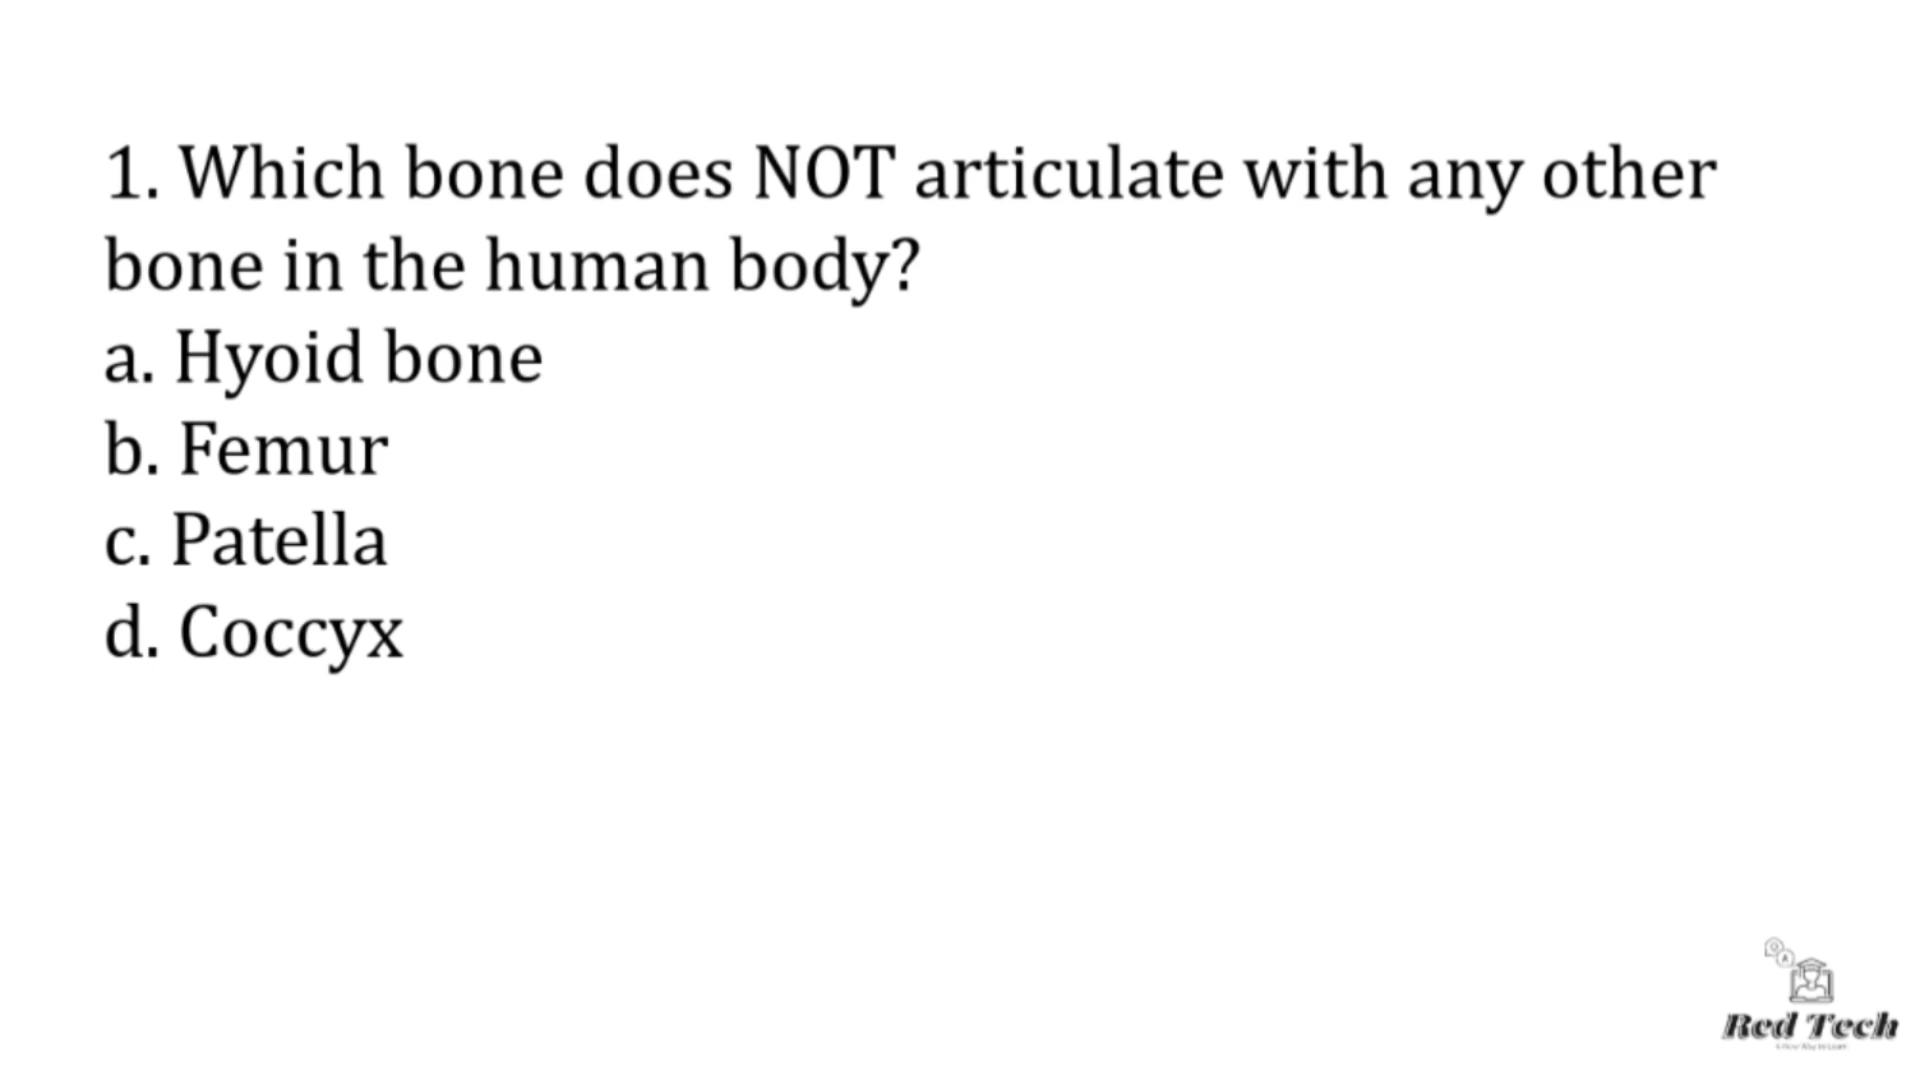 1. Which bone does NOT articulate with any other
bone in the human body?
a. Hyoid bone
b. Femur
c. Patella
d. Coccyx
Q
A
Red Tech